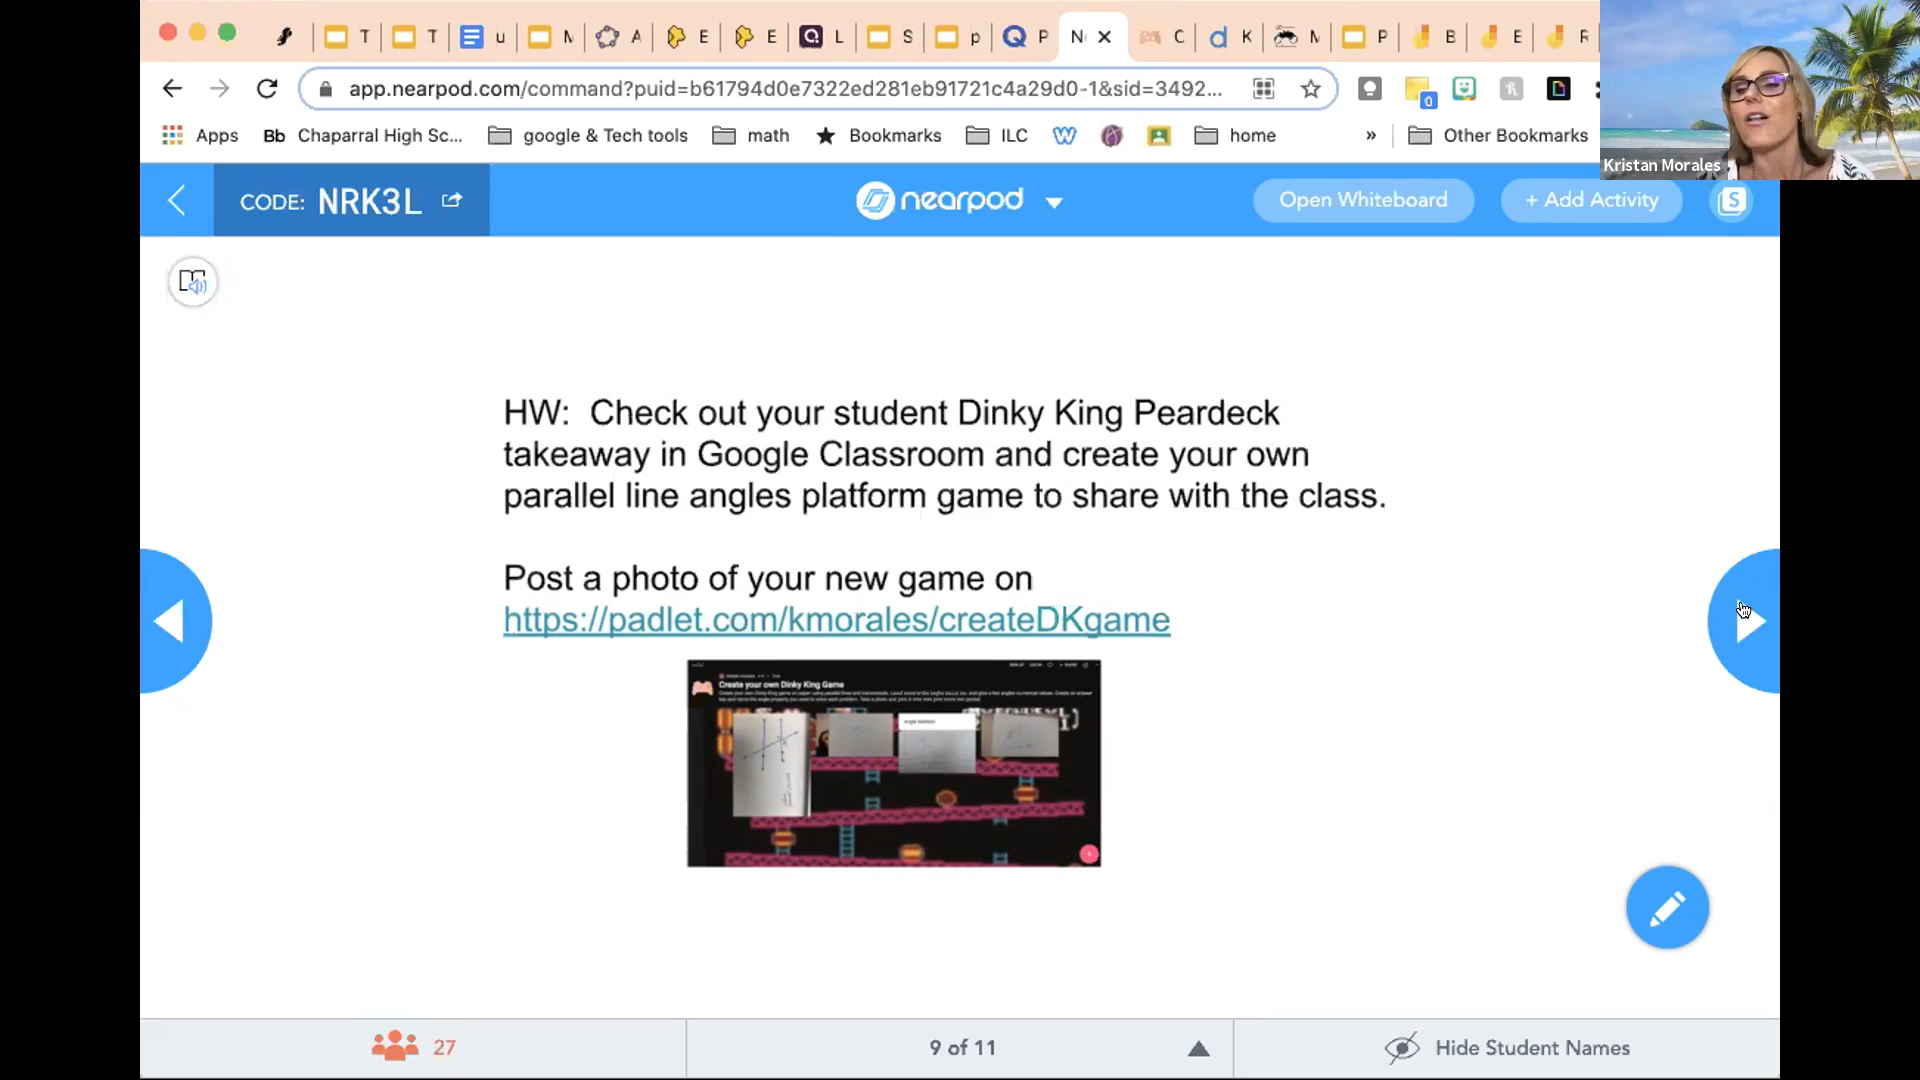 T
T
u
M
A
E
E
L
S
p
P
N
C
K
M
P
B
E
R
app.nearpod.com/command?puid=b61794d0e7322ed281eb91721c4a29d0-1&sid=3492...
0
Apps
Bb Chaparral High Sc...
google & Tech tools
math
Bookmarks
ILC
home
»
Other Bookmarks
Kristan Morales
CODE: NRK3L
nearpod
Open Whiteboard
+ Add Activity
S
HW: Check out your student Dinky King Peardeck
takeaway in Google Classroom and create your own
parallel line angles platform game to share with the class.
Post a photo of your new game on
https://padlet.com/kmorales/createDKgame
Create your own Dinky King Game
27
9 of 11
Hide Student Names